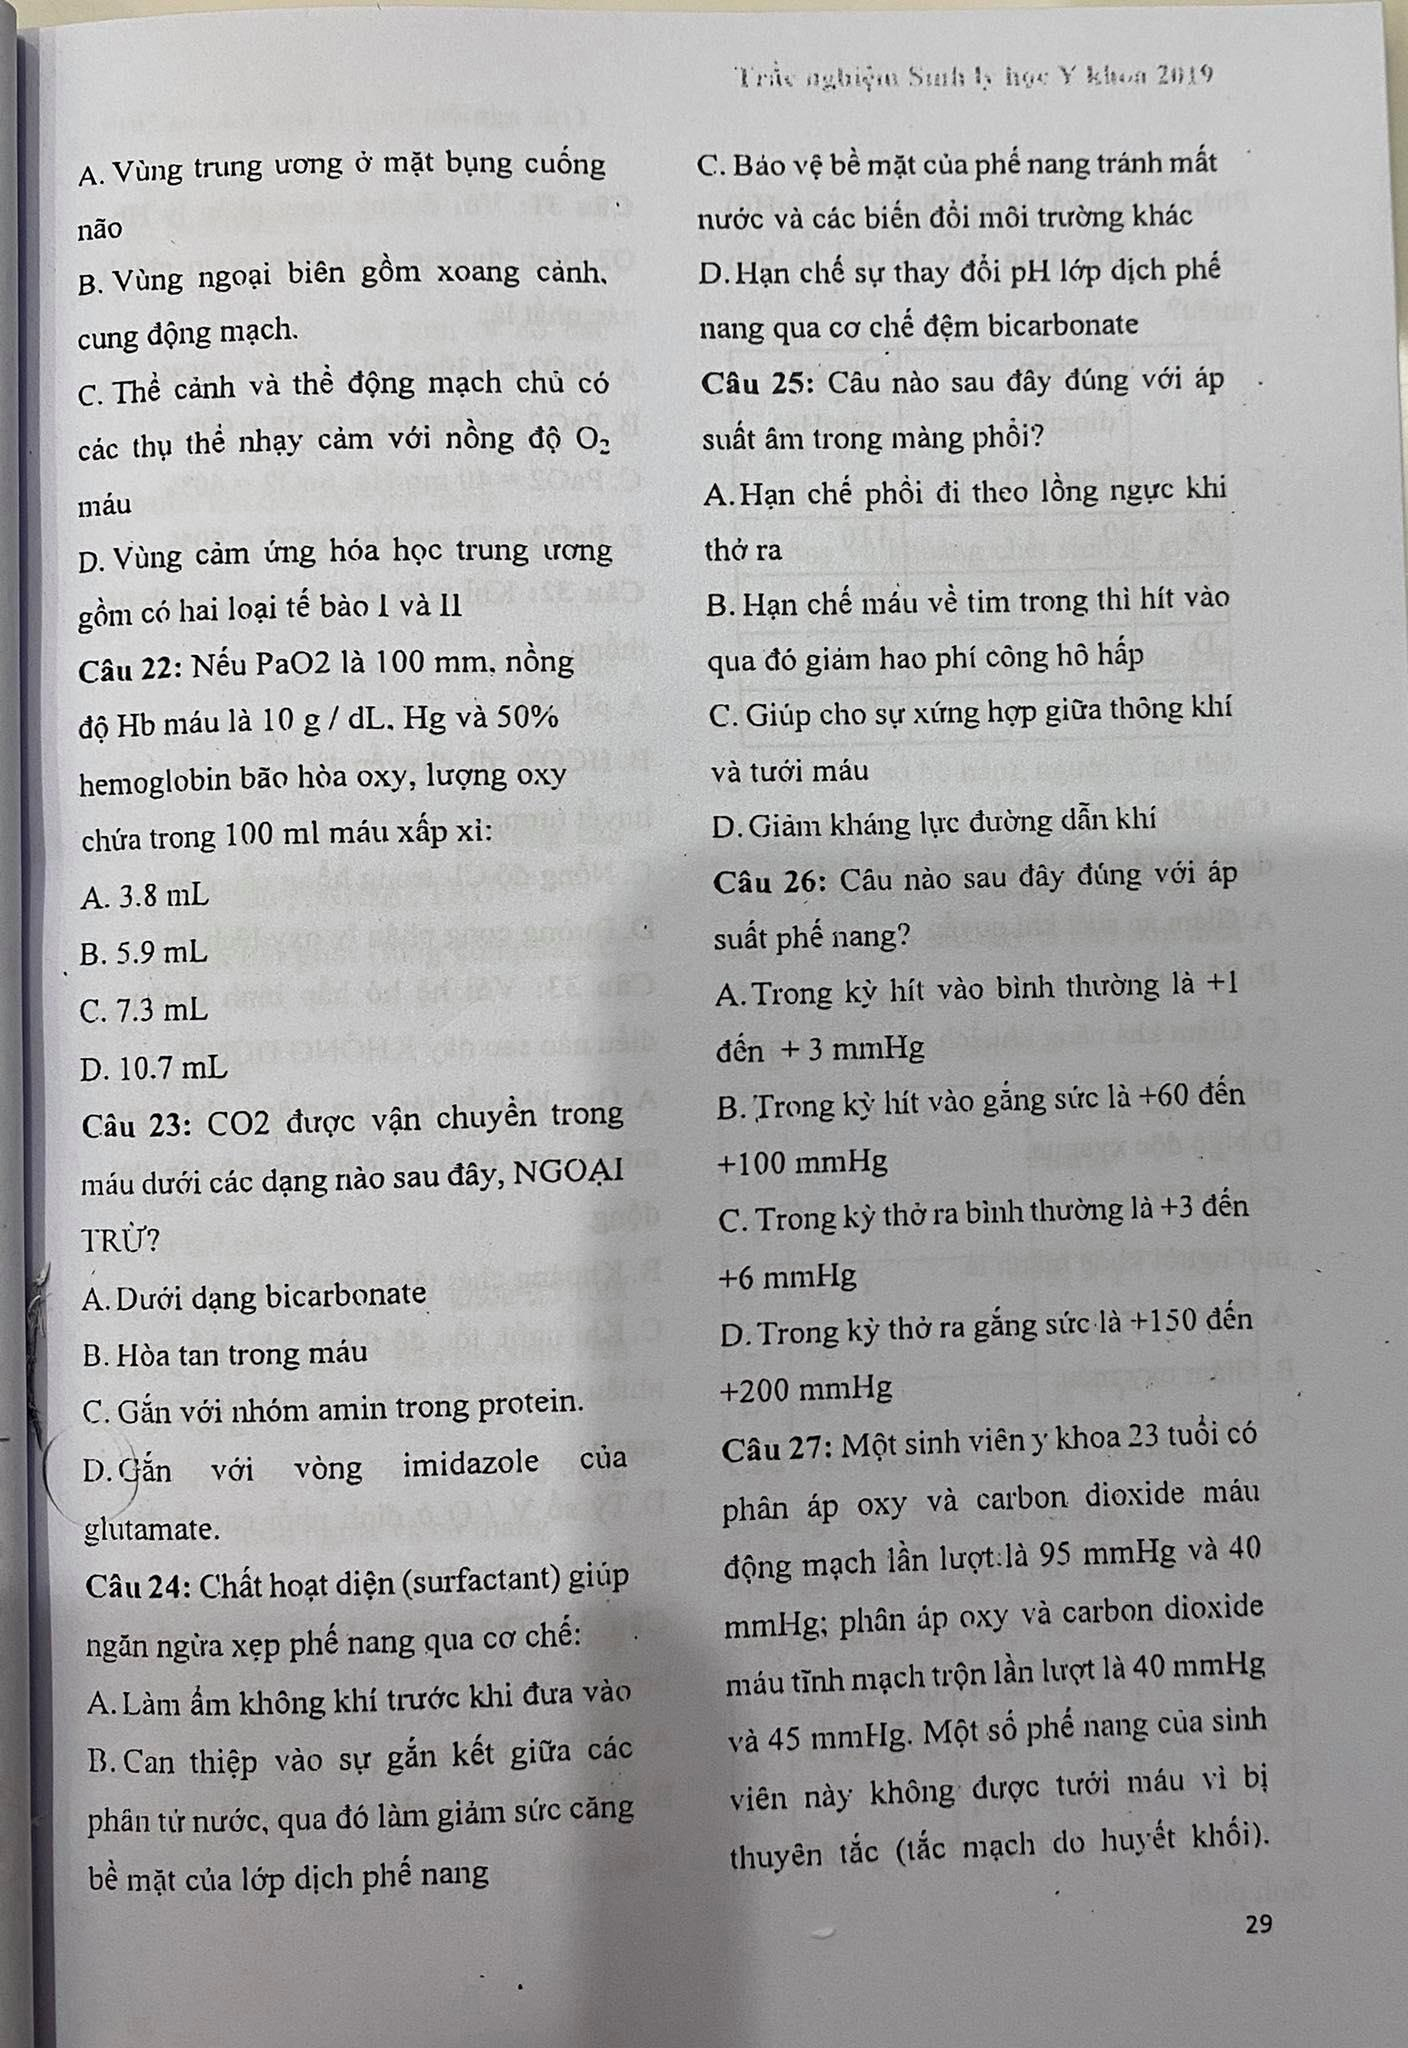 Trắc nghiệm Sinh lý học Y khoa 2019
A. Vùng trung ương ở mặt bụng cuống
não
B. Vùng ngoại biên gồm xoang cảnh,
cung động mạch.
C. Thể cảnh và thể động mạch chủ có
các thụ thể nhạy cảm với nồng độ O₂
máu
D. Vùng cảm ứng hóa học trung ương
gồm có hai loại tế bào I và II
Câu 22: Nếu PaO2 là 100 mm, nồng
độ Hb máu là 10 g / dL, Hg và 50%
hemoglobin bão hòa oxy, lượng oxy
chứa trong 100 ml máu xấp xỉ:
A. 3.8 mL
B. 5.9 mL
C. 7.3 mL
D. 10.7 mL
Câu 23: CO2 được vận chuyển trong
máu dưới các dạng nào sau đây, NGOẠI
TRỪ?
A. Dưới dạng bicarbonate
B. Hòa tan trong máu
C. Gắn với nhóm amin trong protein.
D. Gắn với vòng imidazole của
glutamate.
Câu 24: Chất hoạt diện (surfactant) giúp
ngăn ngừa xẹp phế nang qua cơ chế:
A. Làm ẩm không khí trước khi đưa vào
B. Can thiệp vào sự gắn kết giữa các
phân tử nước, qua đó làm giảm sức căng
bề mặt của lớp dịch phế nang
C. Bảo vệ bề mặt của phế nang tránh mất
nước và các biến đổi môi trường khác
D. Hạn chế sự thay đổi pH lớp dịch phế
nang qua cơ chế đệm bicarbonate
Câu 25: Câu nào sau đây đúng với áp
suất âm trong màng phổi?
A. Hạn chế phổi đi theo lồng ngực khi
thở ra
B. Hạn chế máu về tim trong thì hít vào
qua đó giảm hao phí công hô hấp
C. Giúp cho sự xứng hợp giữa thông khí
và tưới máu
D. Giảm kháng lực đường dẫn khí
Câu 26: Câu nào sau đây đúng với áp
suất phế nang?
A. Trong kỳ hít vào bình thường là +1
đến + 3 mmHg
B. Trong kỳ hít vào gắng sức là +60 đến
+100 mmHg
C. Trong kỳ thở ra bình thường là +3 đến
+6 mmHg
D. Trong kỳ thở ra gắng sức là +150 đến
+200 mmHg
Câu 27: Một sinh viên y khoa 23 tuổi có
phân áp oxy và carbon dioxide máu
động mạch lần lượt là 95 mmHg và 40
mmHg; phân áp oxy và carbon dioxide
máu tĩnh mạch trộn lần lượt là 40 mmHg
và 45 mmHg. Một số phế nang của sinh
viên này không được tưới máu vì bị
thuyên tắc (tắc mạch do huyết khối).
29